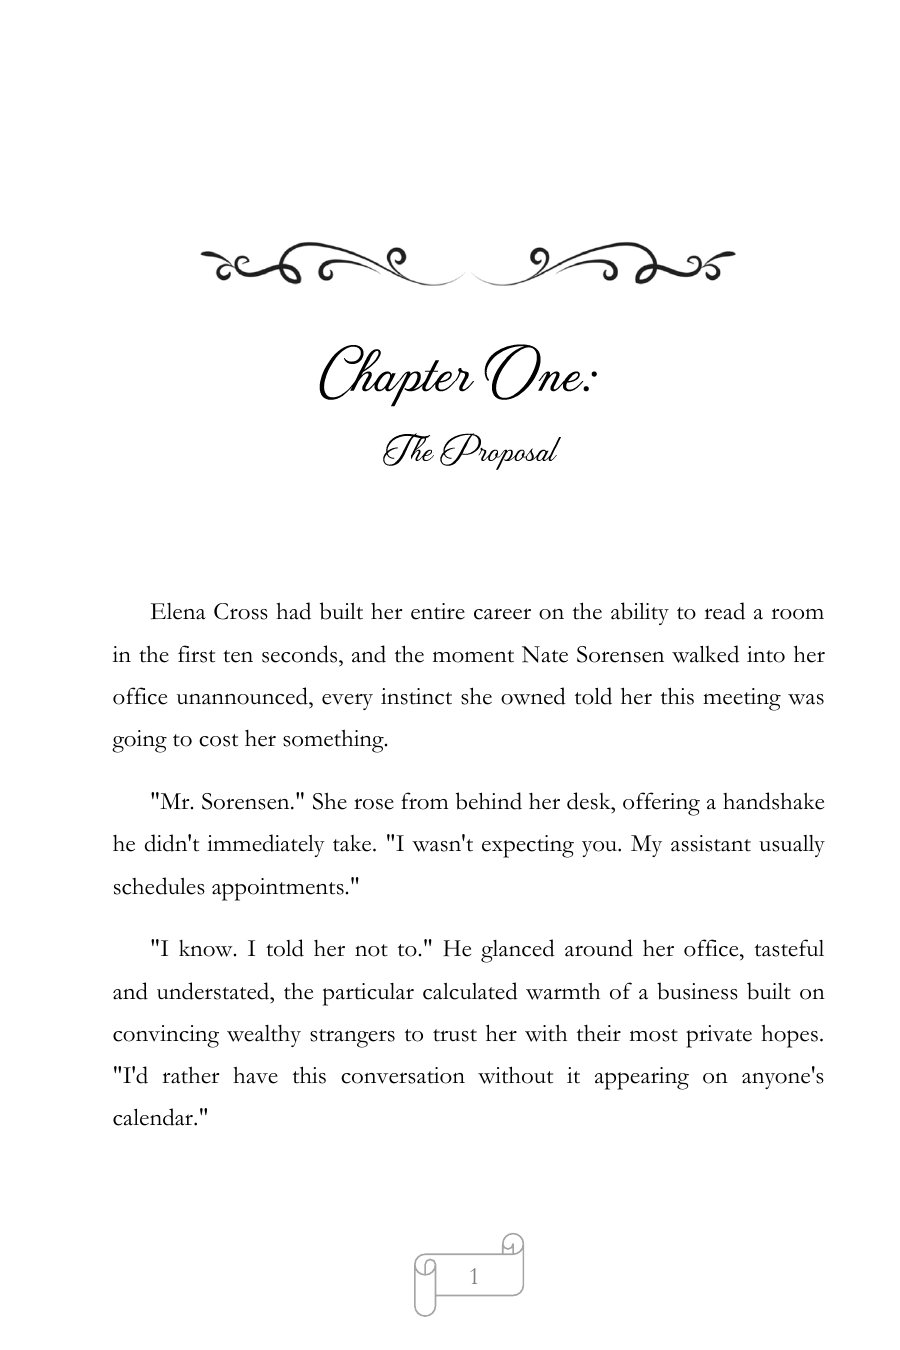 Chapter One:
The Proposal
Elena Cross had built her entire career on the ability to read a room
in the first ten seconds, and the moment Nate Sorensen walked into her
office unannounced, every instinct she owned told her this meeting was
going to cost her something.
"Mr. Sorensen." She rose from behind her desk, offering a handshake
he didn't immediately take. "I wasn't expecting you. My assistant usually
schedules appointments."
"I know. I told her not to." He glanced around her office, tasteful
and understated, the particular calculated warmth of a business built on
convincing wealthy strangers to trust her with their most private hopes.
"I'd rather have this conversation without it appearing on anyone's
calendar."
1